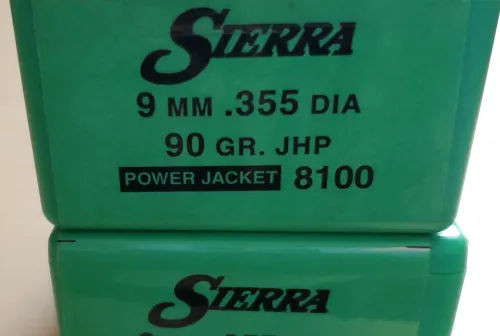 SIERRA
9 MM .355 DIA
90 GR. JHP
POWER JACKET 8100
SIERRA